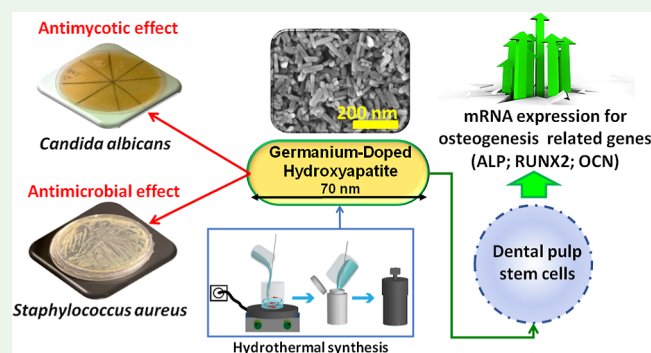 Antimycotic effect
Candida albicans
Antimicrobial effect
Staphylococcus aureus
200 nm
Germanium-Doped
Hydroxyapatite
70 nm
Hydrothermal synthesis
mRNA expression for
osteogenesis related genes
(ALP; RUNX2; OCN)
Dental pulp
stem cells